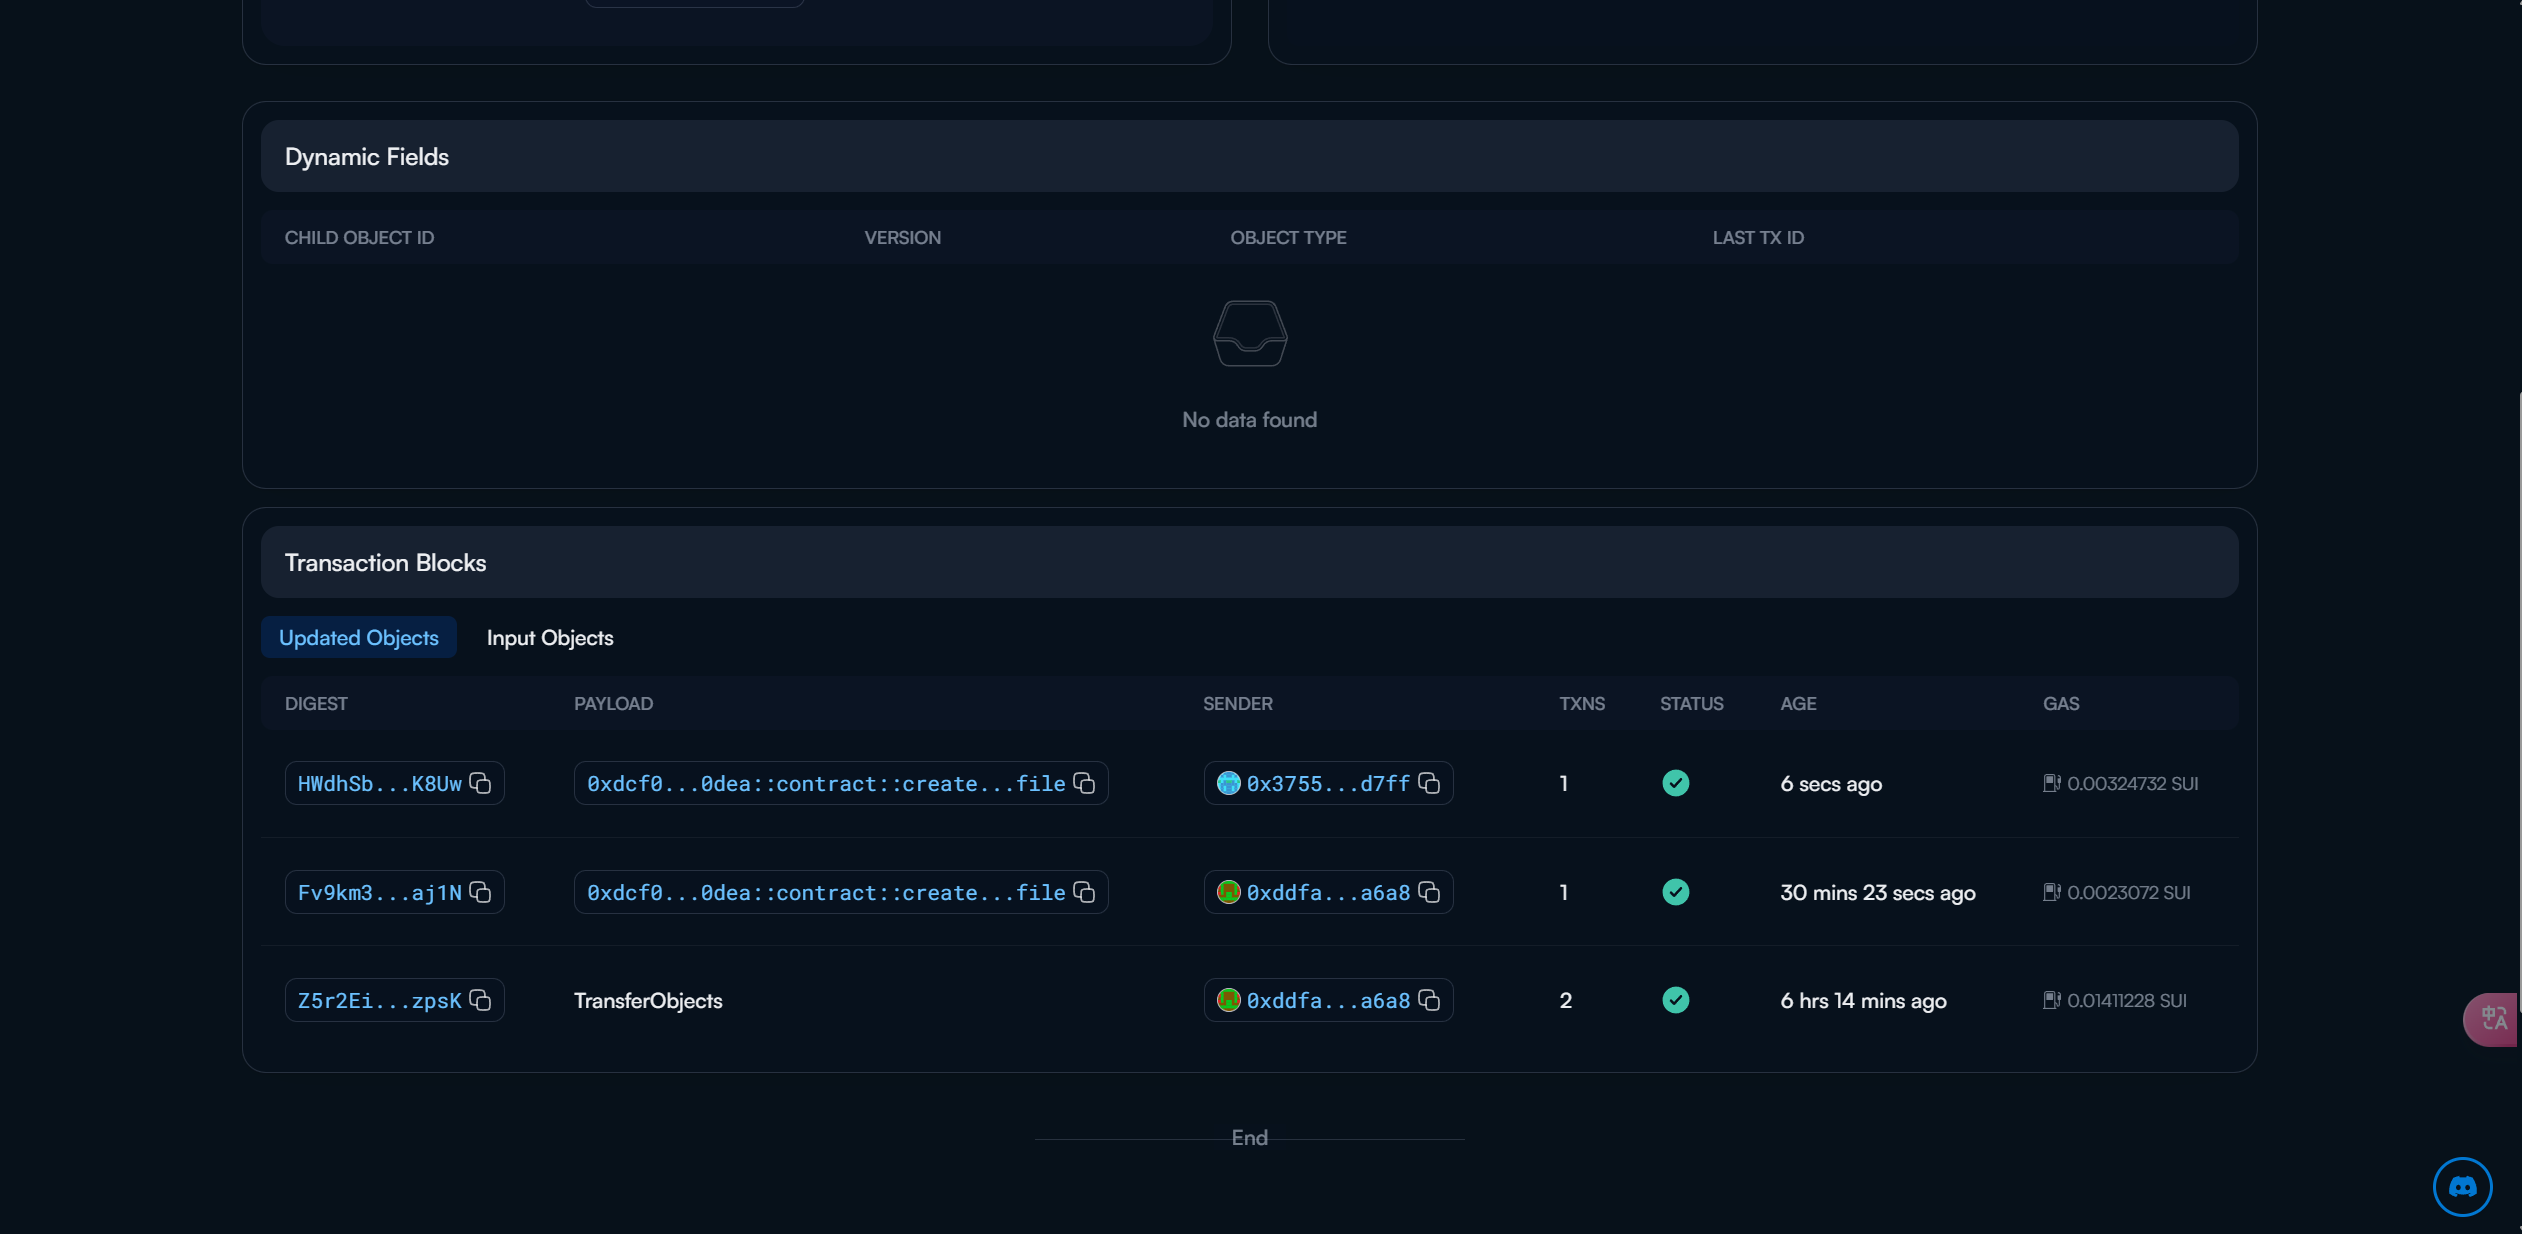 Dynamic Fields
CHILD OBJECT ID VERSION OBJECT TYPE LAST TX ID
No data found
Transaction Blocks
Updated Objects Input Objects
DIGEST PAYLOAD SENDER TXNS STATUS AGE GAS
HWdhSb...K8Uw 0xdcf0...0dea::contract::create...file 0x3755...d7ff 1 6 secs ago 0.00324732 SUI
Fv9km3...aj1N 0xdcf0...0dea::contract::create...file 0xddfa...a6a8 1 30 mins 23 secs ago 0.0023072 SUI
Z5r2Ei...zpsK TransferObjects 0xddfa...a6a8 2 6 hrs 14 mins ago 0.01411228 SUI
End
中A